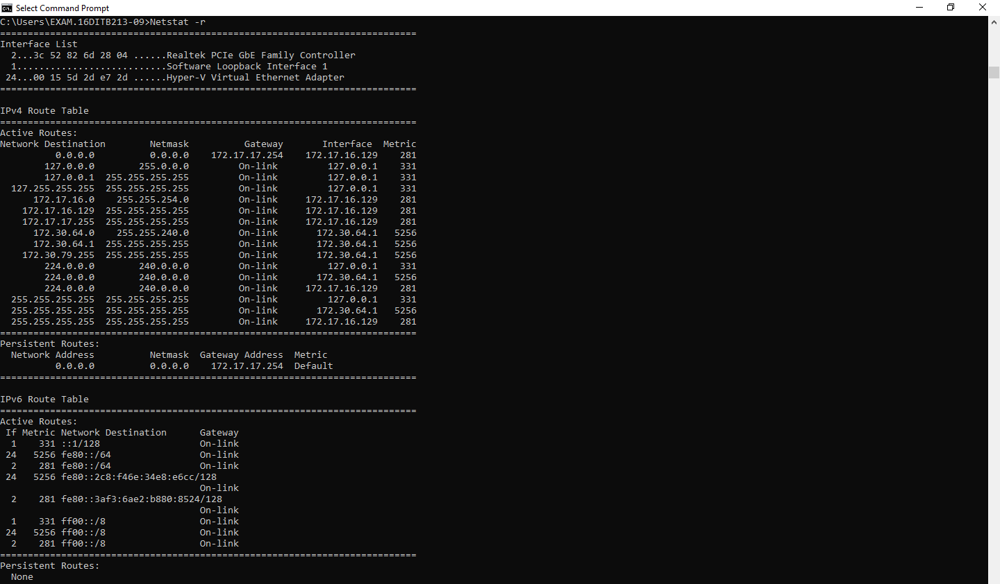 Select Command Prompt
C:\Users\EXAM.16DITB213-09>Netstat -r
===========================================================================
Interface List
  2...3c 52 82 6d 28 04 ......Realtek PCIe GbE Family Controller
  1...........................Software Loopback Interface 1
 24...00 15 5d 2d e7 2d ......Hyper-V Virtual Ethernet Adapter
===========================================================================
IPv4 Route Table
===========================================================================
Active Routes:
Network Destination        Netmask          Gateway       Interface  Metric
          0.0.0.0          0.0.0.0    172.17.17.254    172.17.16.129    281
        127.0.0.0        255.0.0.0         On-link         127.0.0.1    331
        127.0.0.1  255.255.255.255         On-link         127.0.0.1    331
  127.255.255.255  255.255.255.255         On-link         127.0.0.1    331
      172.17.16.0    255.255.254.0         On-link     172.17.16.129    281
    172.17.16.129  255.255.255.255         On-link     172.17.16.129    281
    172.17.17.255  255.255.255.255         On-link     172.17.16.129    281
      172.30.64.0    255.255.240.0         On-link       172.30.64.1   5256
      172.30.64.1  255.255.255.255         On-link       172.30.64.1   5256
    172.30.79.255  255.255.255.255         On-link       172.30.64.1   5256
        224.0.0.0        240.0.0.0         On-link         127.0.0.1    331
        224.0.0.0        240.0.0.0         On-link       172.30.64.1   5256
        224.0.0.0        240.0.0.0         On-link     172.17.16.129    281
  255.255.255.255  255.255.255.255         On-link         127.0.0.1    331
  255.255.255.255  255.255.255.255         On-link       172.30.64.1   5256
  255.255.255.255  255.255.255.255         On-link     172.17.16.129    281
===========================================================================
Persistent Routes:
  Network Address          Netmask  Gateway Address  Metric
          0.0.0.0          0.0.0.0    172.17.17.254  Default
===========================================================================
IPv6 Route Table
===========================================================================
Active Routes:
 If Metric Network Destination      Gateway
  1    331 ::1/128                  On-link
 24   5256 fe80::/64                On-link
  2    281 fe80::/64                On-link
 24   5256 fe80::2c8:f46e:34e8:e6cc/128
                                    On-link
  2    281 fe80::3af3:6ae2:b880:8524/128
                                    On-link
  1    331 ff00::/8                 On-link
 24   5256 ff00::/8                 On-link
  2    281 ff00::/8                 On-link
===========================================================================
Persistent Routes:
  None